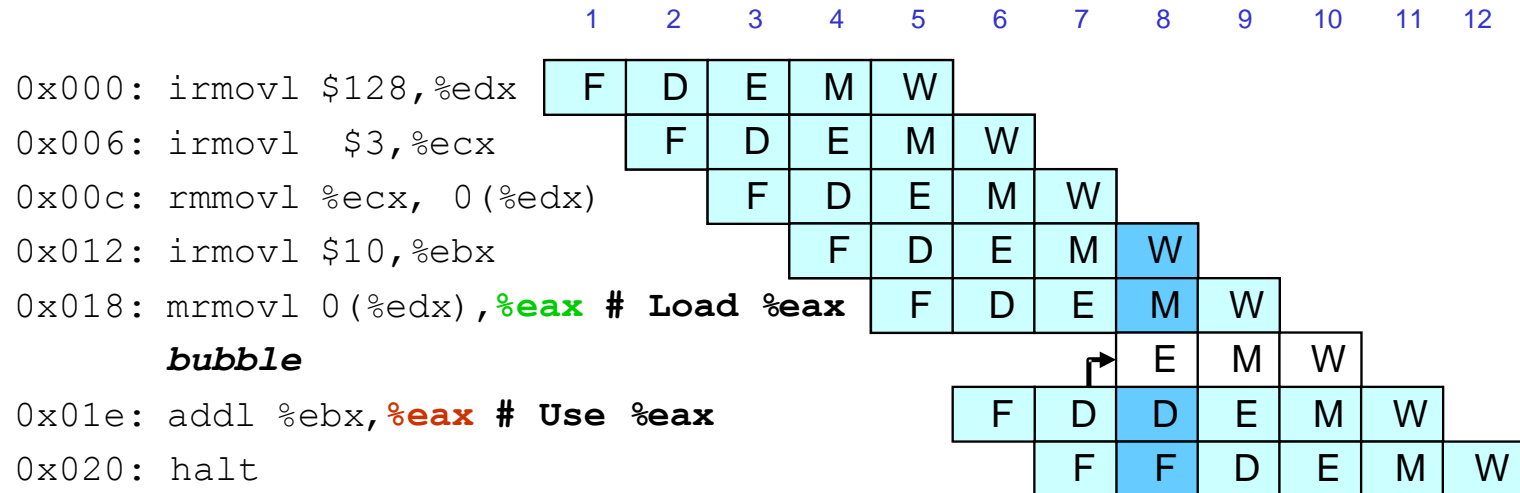 1 2 3 4 5 6 7 8 9 10 11 12
0x000: irmovl $128,%edx F D E M W
0x006: irmovl  $3,%ecx F D E M W
0x00c: rmmovl %ecx, 0(%edx) F D E M W
0x012: irmovl $10,%ebx F D E M W
0x018: mrmovl 0(%edx),%eax # Load %eax F D E M W
bubble E M W
0x01e: addl %ebx,%eax # Use %eax F D D E M W
0x020: halt F F D E M W